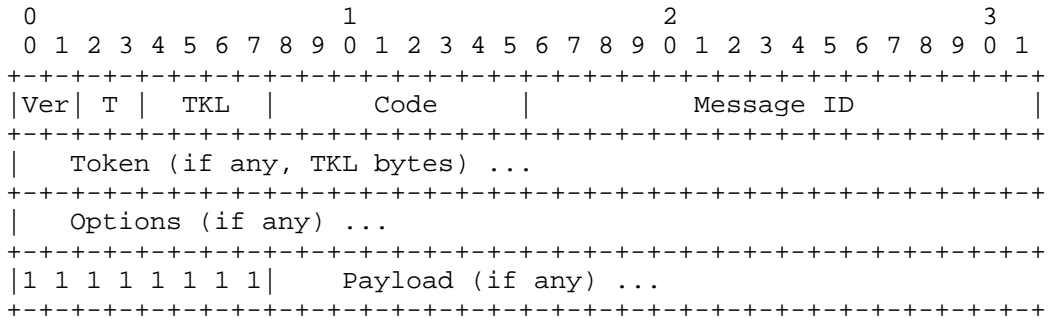 0                   1                   2                   3
 0 1 2 3 4 5 6 7 8 9 0 1 2 3 4 5 6 7 8 9 0 1 2 3 4 5 6 7 8 9 0 1
+-+-+-+-+-+-+-+-+-+-+-+-+-+-+-+-+-+-+-+-+-+-+-+-+-+-+-+-+-+-+-+-+
|Ver| T |  TKL  |      Code     |          Message ID           |
+-+-+-+-+-+-+-+-+-+-+-+-+-+-+-+-+-+-+-+-+-+-+-+-+-+-+-+-+-+-+-+-+
|   Token (if any, TKL bytes) ...
+-+-+-+-+-+-+-+-+-+-+-+-+-+-+-+-+-+-+-+-+-+-+-+-+-+-+-+-+-+-+-+-+
|   Options (if any) ...
+-+-+-+-+-+-+-+-+-+-+-+-+-+-+-+-+-+-+-+-+-+-+-+-+-+-+-+-+-+-+-+-+
|1 1 1 1 1 1 1 1|    Payload (if any) ...
+-+-+-+-+-+-+-+-+-+-+-+-+-+-+-+-+-+-+-+-+-+-+-+-+-+-+-+-+-+-+-+-+